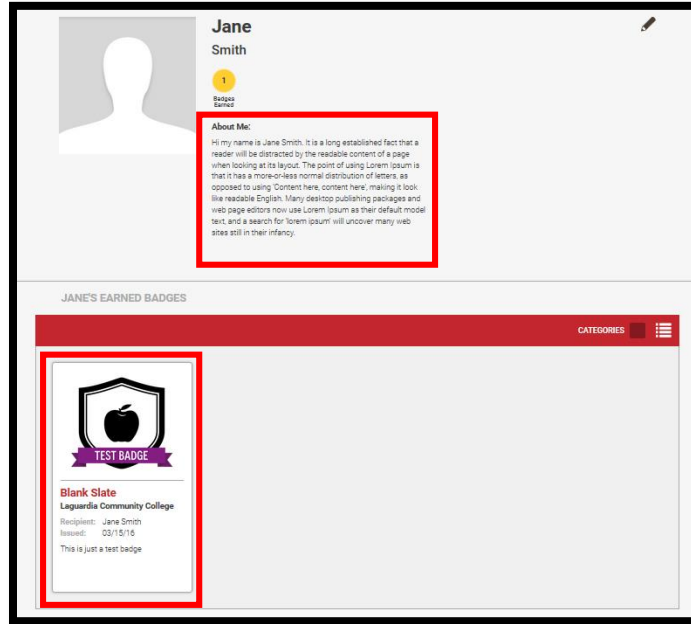 Jane
Smith
1
Badges
Earned
About Me:
Hi my name is Jane Smith. It is a long established fact that a
reader will be distracted by the readable content of a page
when looking at its layout. The point of using Lorem Ipsum is
that it has a more-or-less normal distribution of letters, as
opposed to using 'Content here, content here', making it look
like readable English. Many desktop publishing packages and
web page editors now use Lorem Ipsum as their default model
text, and a search for 'lorem ipsum' will uncover many web
sites still in their infancy.
JANE'S EARNED BADGES
CATEGORIES
TEST BADGE
Blank Slate
Laguardia Community College
Recipient: Jane Smith
Issued: 03/15/16
This is just a test badge